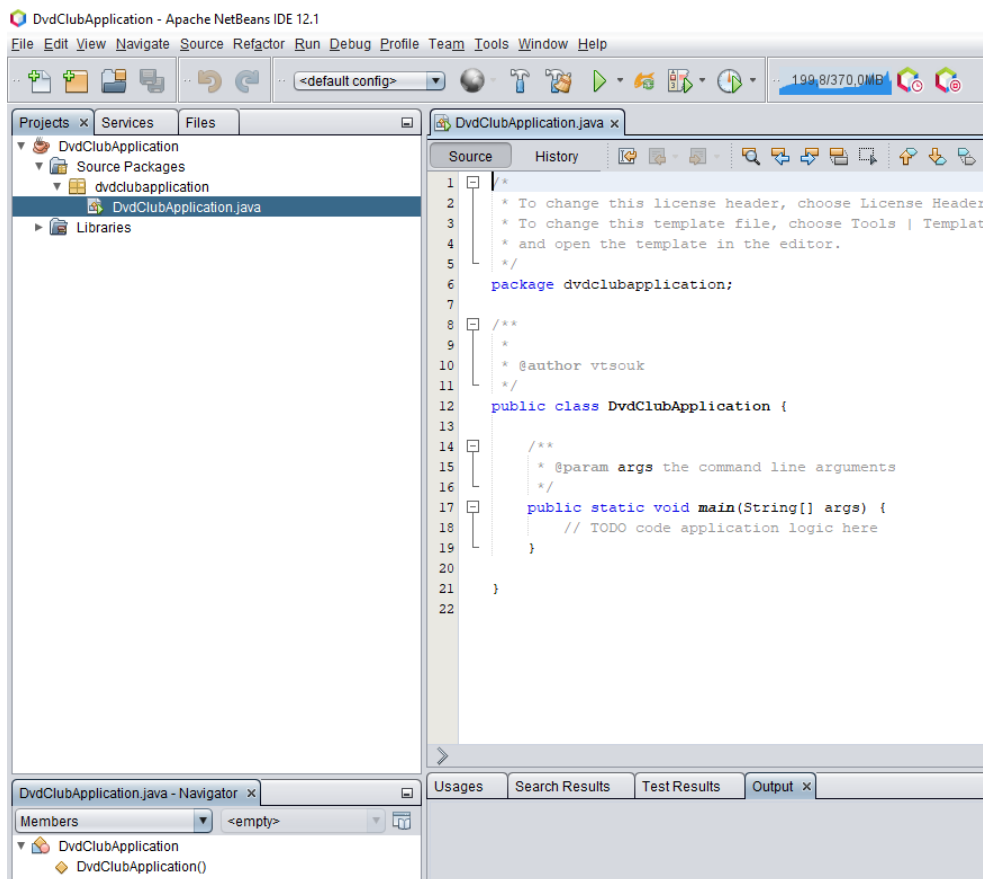 DvdClubApplication - Apache NetBeans IDE 12.1
File Edit View Navigate Source Refactor Run Debug Profile Team Tools Window Help
<default config>
199,8/370,0MB
Projects Services Files
DvdClubApplication
Source Packages
dvdclubapplication
DvdClubApplication.java
Libraries
DvdClubApplication.java
Source History
1 /*
2 * To change this license header, choose License Header
3 * To change this template file, choose Tools | Templat
4 * and open the template in the editor.
5 */
6 package dvdclubapplication;
7
8 /**
9 *
10 * @author vtsouk
11 */
12 public class DvdClubApplication {
13
14 /**
15 * @param args the command line arguments
16 */
17 public static void main(String[] args) {
18 // TODO code application logic here
19 }
20
21 }
22
DvdClubApplication.java - Navigator
Members <empty>
DvdClubApplication
DvdClubApplication()
Usages Search Results Test Results Output